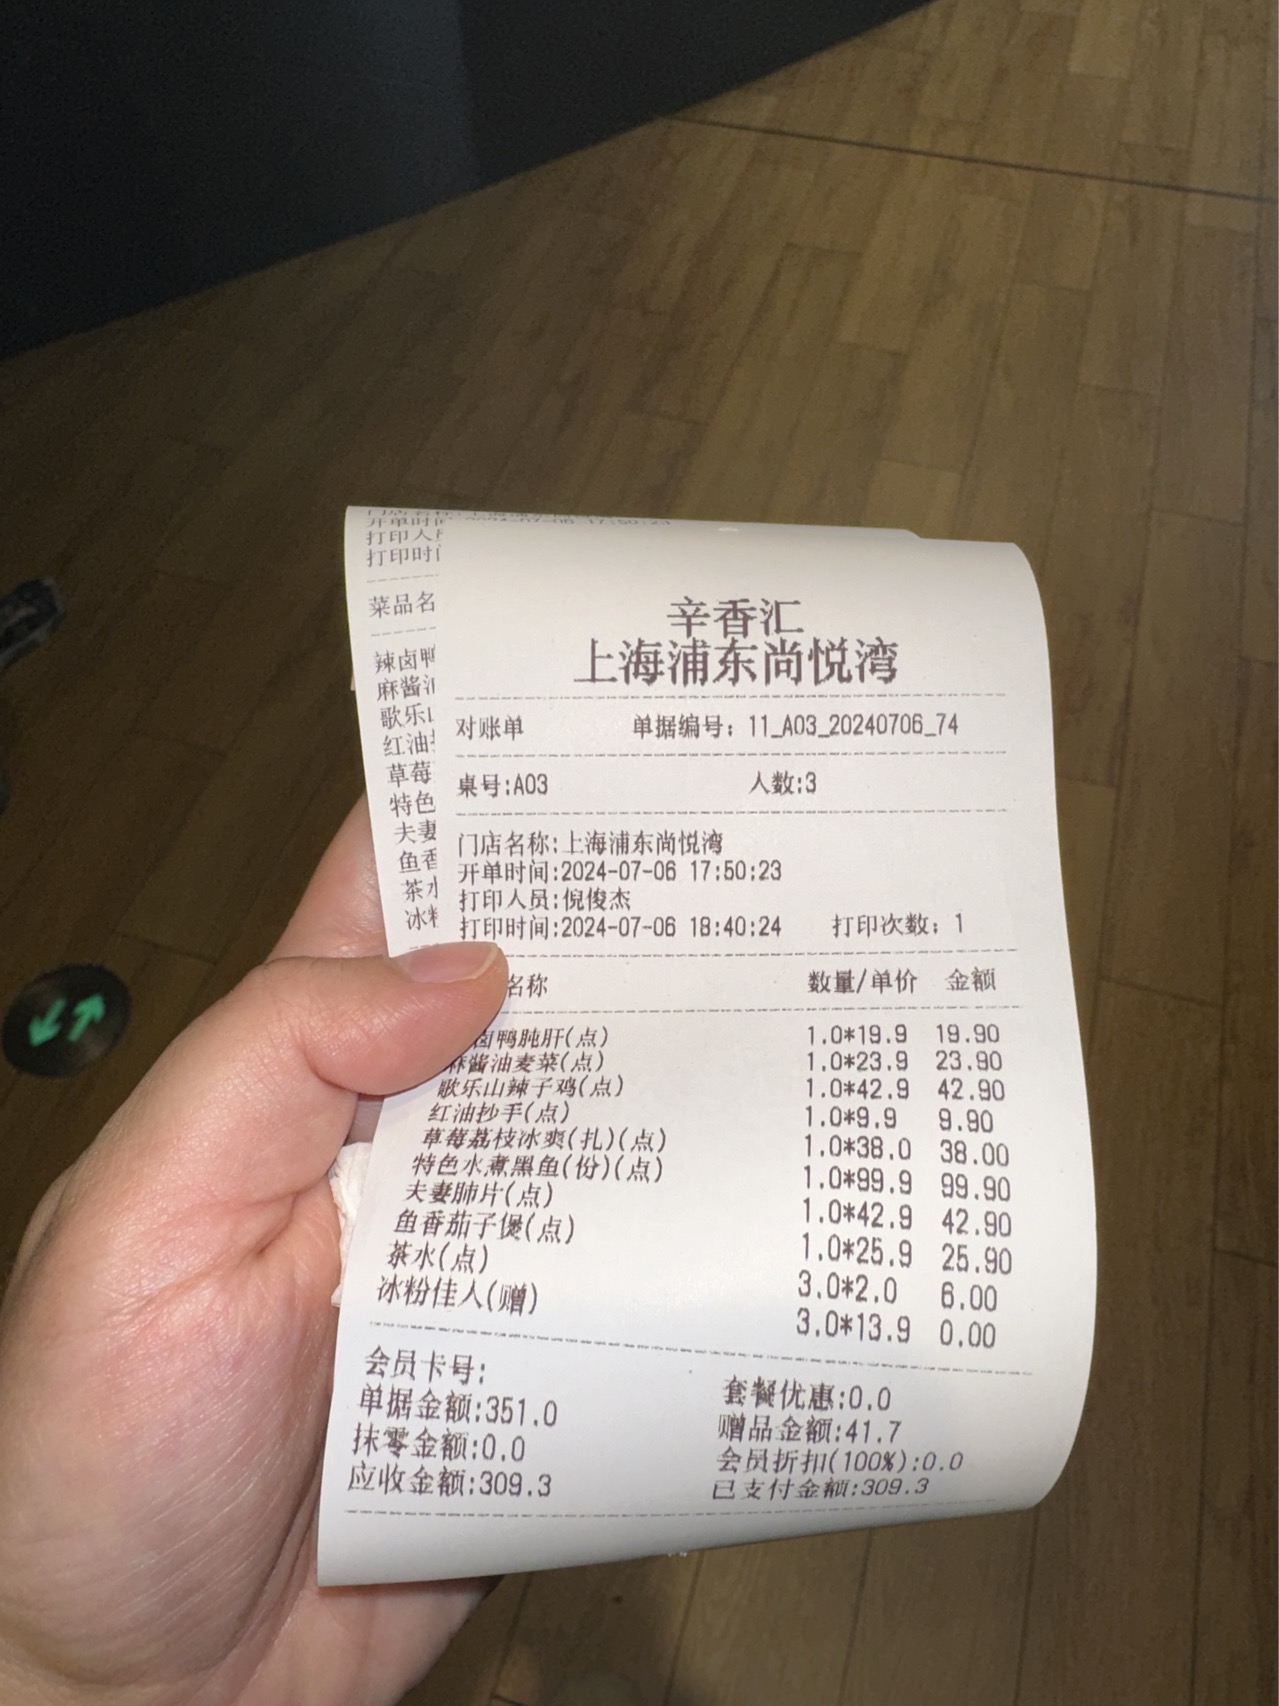 开单时间 2024-07-06 17:50:23
打印人员
打印时间
菜品名
辣卤鸭
麻酱油
歌乐山
红油抄
草莓
特色
夫妻
鱼香
茶水
冰粉
辛香汇
上海浦东尚悦湾
对账单 单据编号：11_A03_20240706_74
桌号:A03 人数:3
门店名称:上海浦东尚悦湾
开单时间:2024-07-06 17:50:23
打印人员:倪俊杰
打印时间:2024-07-06 18:40:24 打印次数：1
名称 数量/单价 金额
卤鸭肫肝(点) 1.0*19.9 19.90
麻酱油麦菜(点) 1.0*23.9 23.90
歌乐山辣子鸡(点) 1.0*42.9 42.90
红油抄手(点) 1.0*9.9 9.90
草莓荔枝冰爽(扎)(点) 1.0*38.0 38.00
特色水煮黑鱼(份)(点) 1.0*99.9 99.90
夫妻肺片(点) 1.0*42.9 42.90
鱼香茄子煲(点) 1.0*25.9 25.90
茶水(点) 3.0*2.0 6.00
冰粉佳人(赠) 3.0*13.9 0.00
会员卡号:
单据金额:351.0 套餐优惠:0.0
抹零金额:0.0 赠品金额:41.7
应收金额:309.3 会员折扣(100%):0.0
已支付金额:309.3